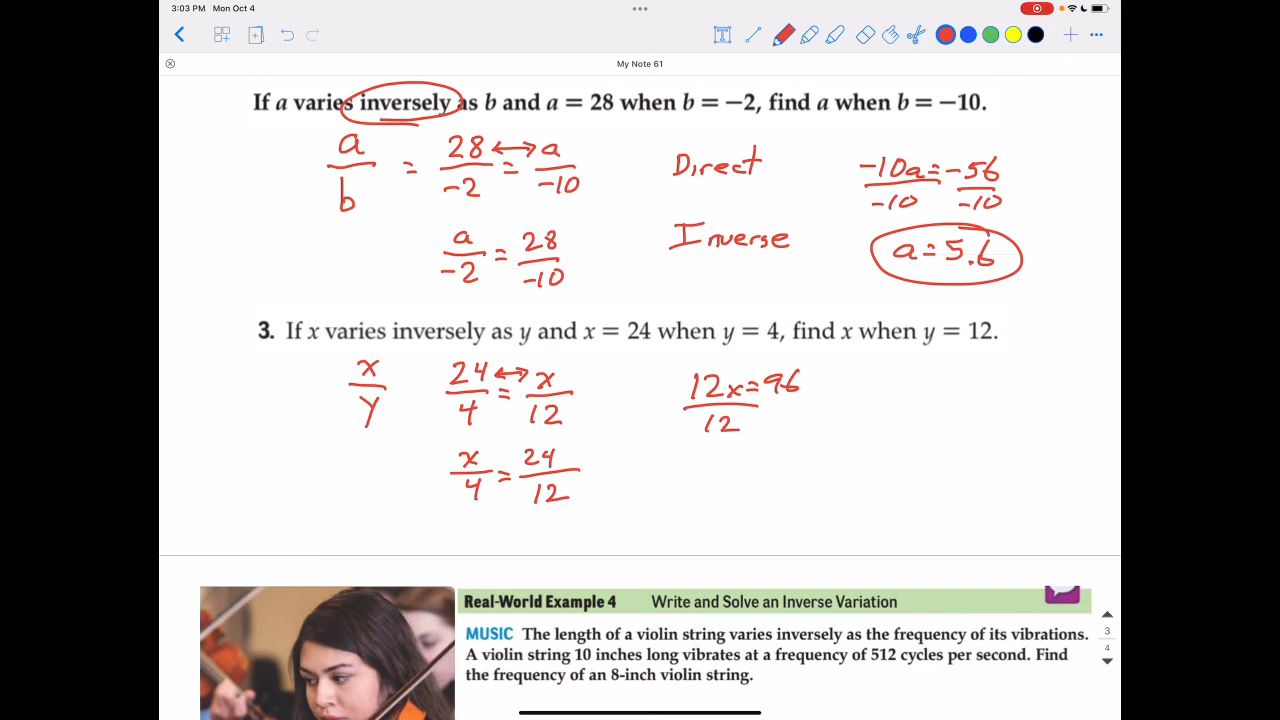 3:03 PM Mon Oct 4
T
My Note 61
If a varies inversely as b and a = 28 when b = −2, find a when b = −10.
a/b = 28/-2 ↔ = a/-10
Direct
-10a/-10 = -56/-10
a/-2 = 28/-10
Inverse
a = 5.6
3. If x varies inversely as y and x = 24 when y = 4, find x when y = 12.
x/y
24/4 ↔ = x/12
12x/12 = 96
x/4 = 24/12
Real-World Example 4 Write and Solve an Inverse Variation
MUSIC The length of a violin string varies inversely as the frequency of its vibrations.
A violin string 10 inches long vibrates at a frequency of 512 cycles per second. Find
the frequency of an 8-inch violin string.
3
4